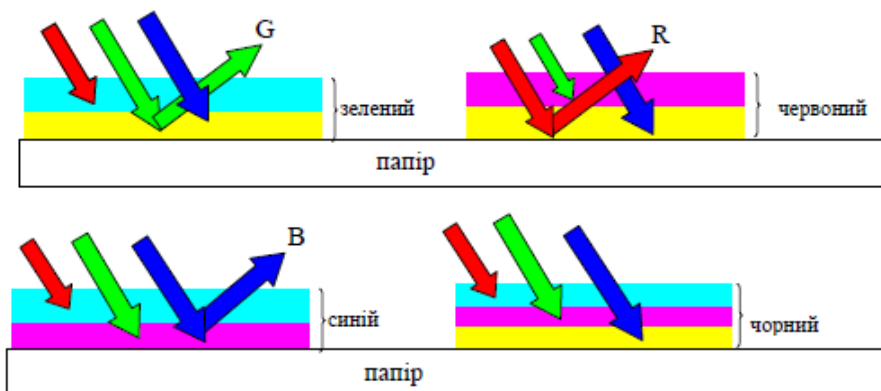 G
R
зелений
червоний
папір
B
синій
чорний
папір